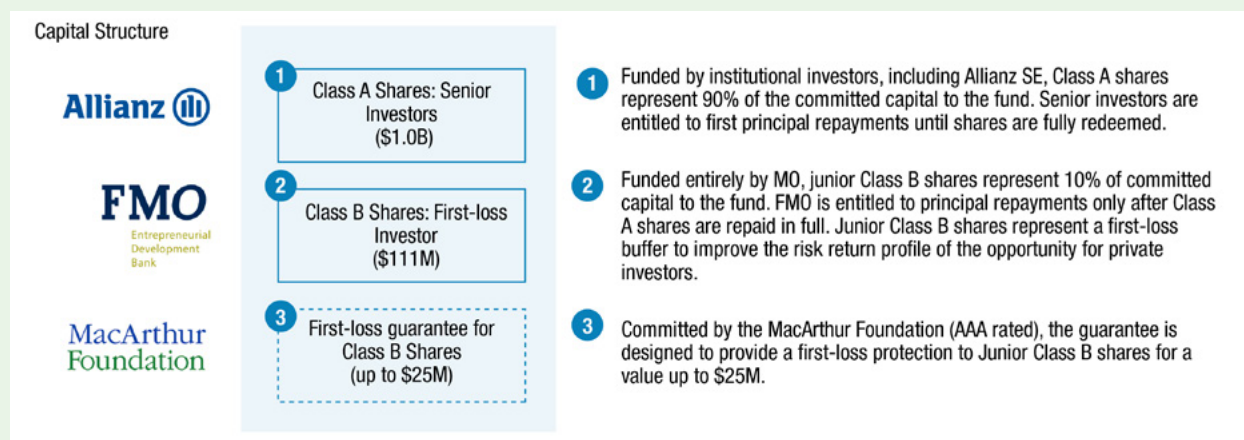 Capital Structure
Allianz
1
Class A Shares: Senior
Investors
($1.0B)
1
Funded by institutional investors, including Allianz SE, Class A shares
represent 90% of the committed capital to the fund. Senior investors are
entitled to first principal repayments until shares are fully redeemed.
FMO
Entrepreneurial
Development
Bank
2
Class B Shares: First-loss
Investor
($111M)
2
Funded entirely by MO, junior Class B shares represent 10% of committed
capital to the fund. FMO is entitled to principal repayments only after Class
A shares are repaid in full. Junior Class B shares represent a first-loss
buffer to improve the risk return profile of the opportunity for private
investors.
MacArthur
Foundation
3
First-loss guarantee for
Class B Shares
(up to $25M)
3
Committed by the MacArthur Foundation (AAA rated), the guarantee is
designed to provide a first-loss protection to Junior Class B shares for a
value up to $25M.